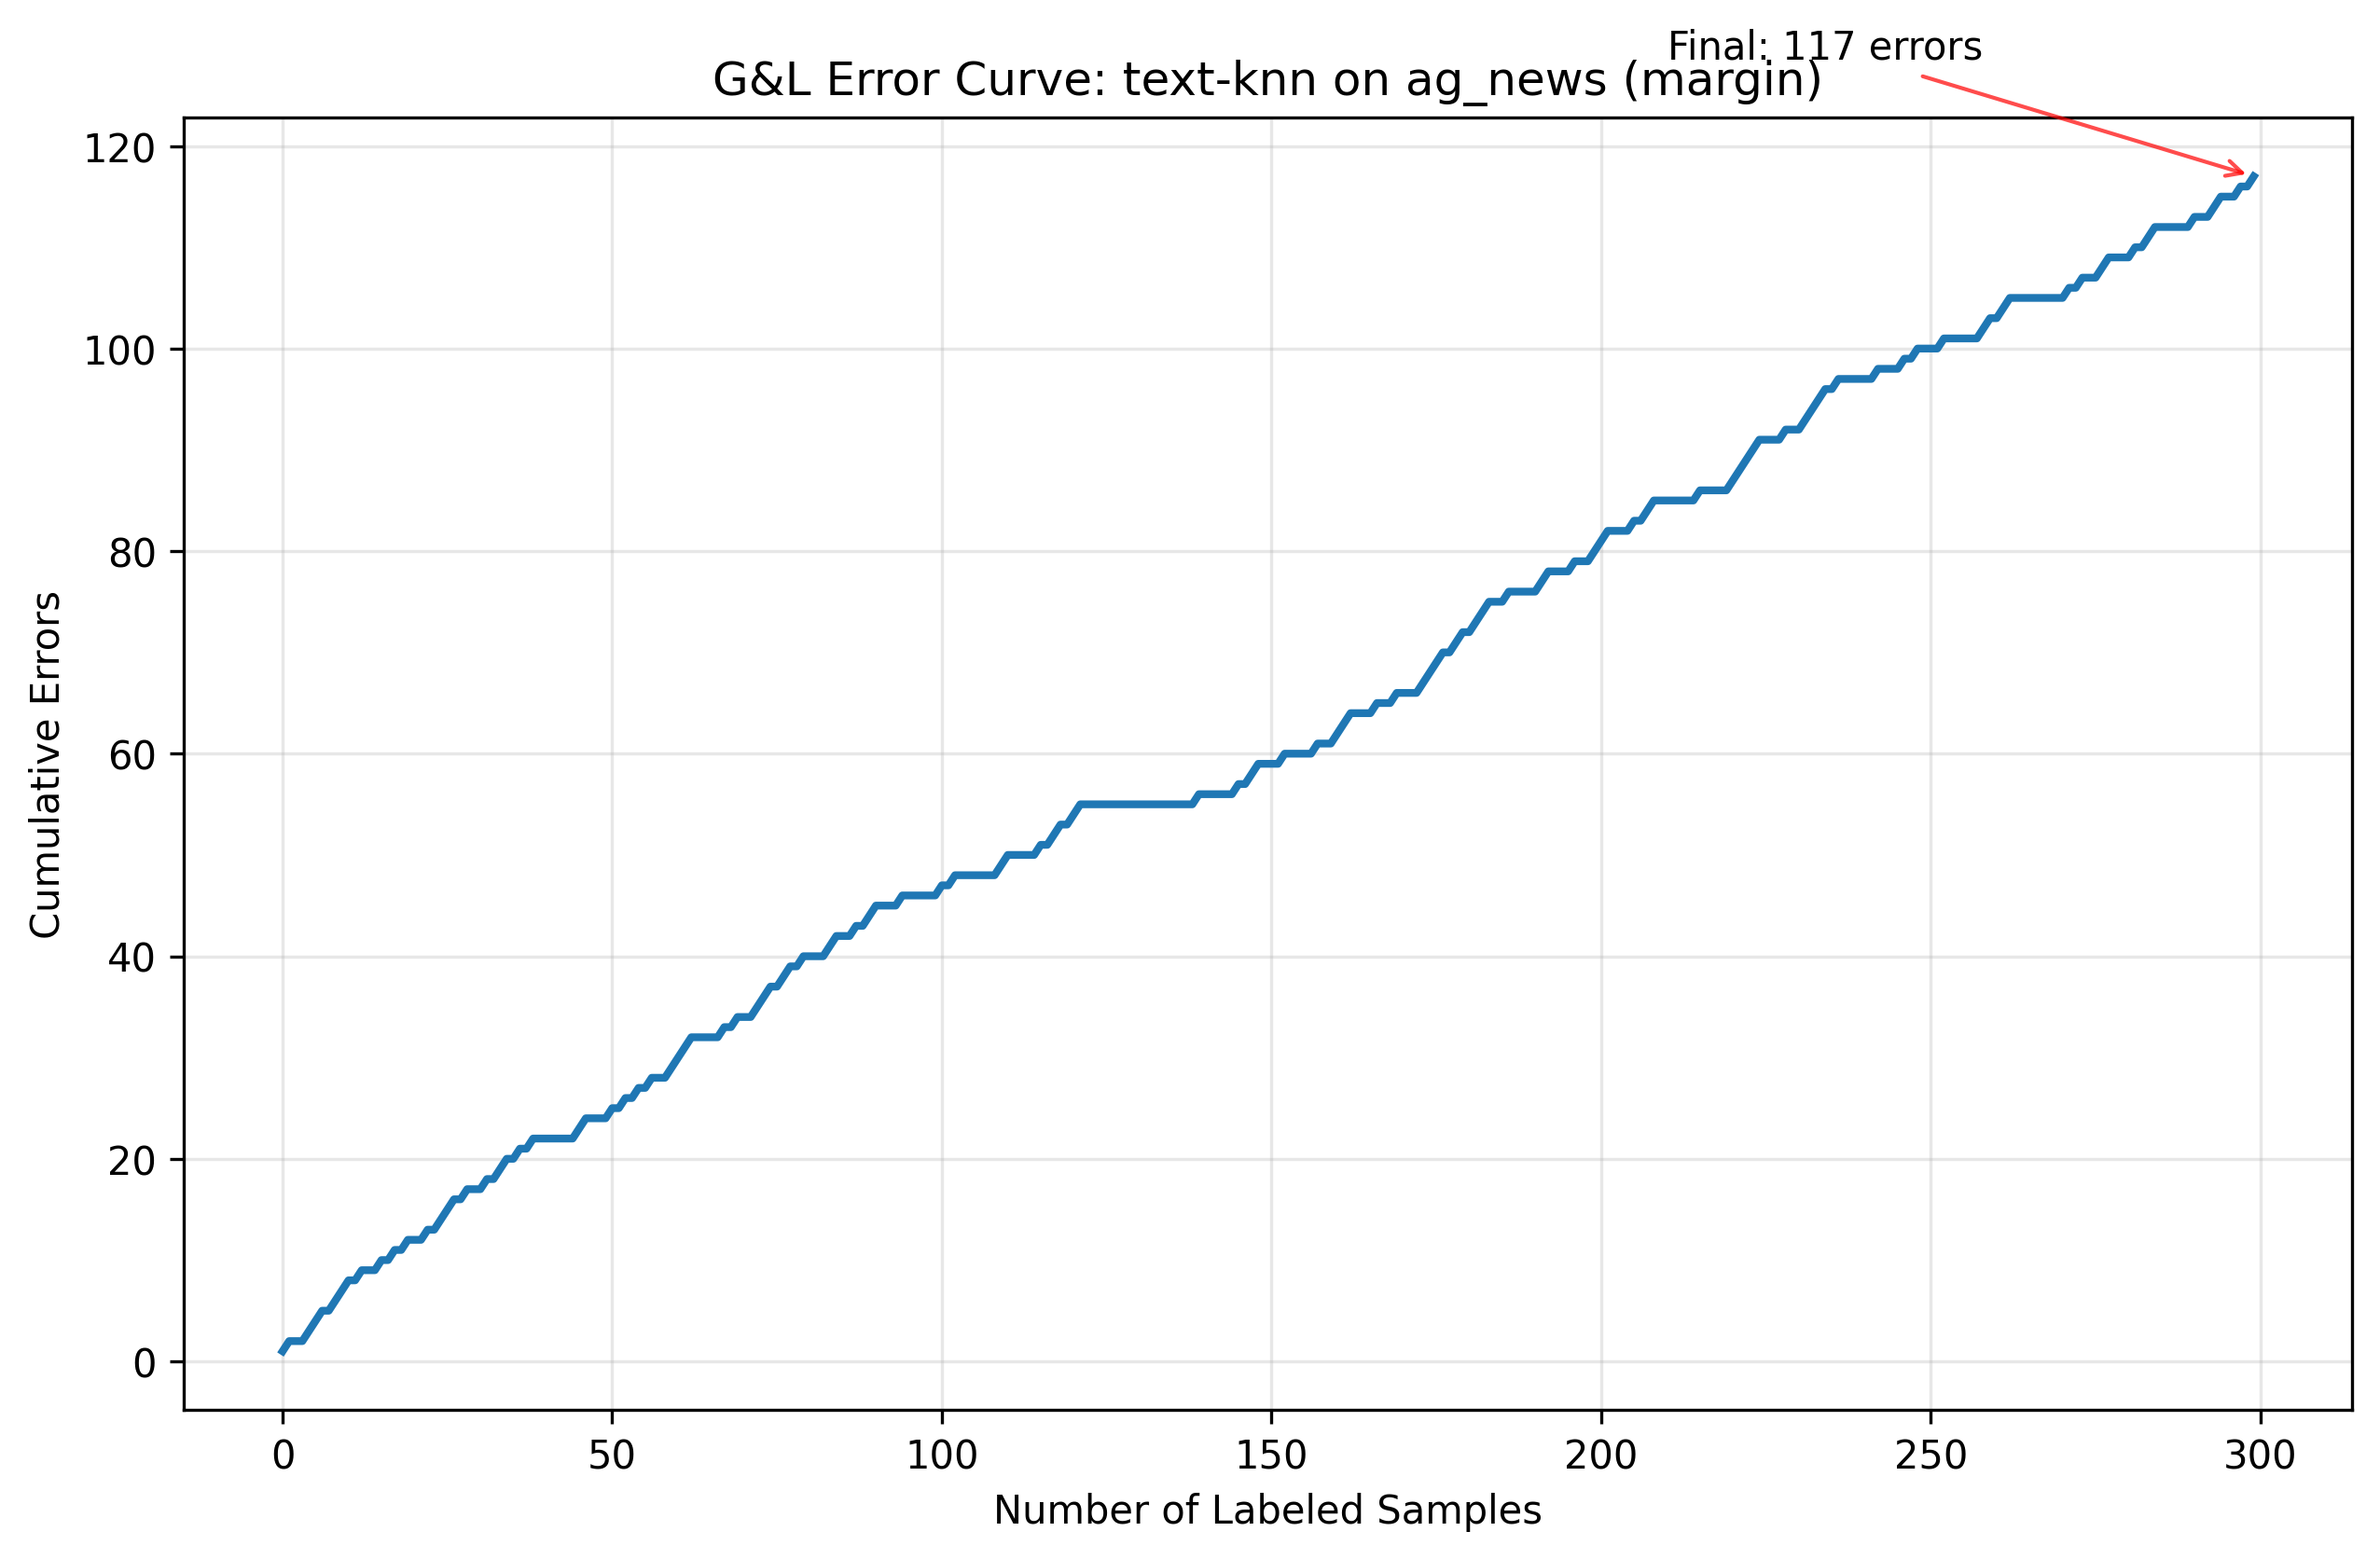 Final: 117 errors
G&L Error Curve: text-knn on ag_news (margin)
120
100
80
60
40
20
0
Cumulative Errors
0 50 100 150 200 250 300
Number of Labeled Samples